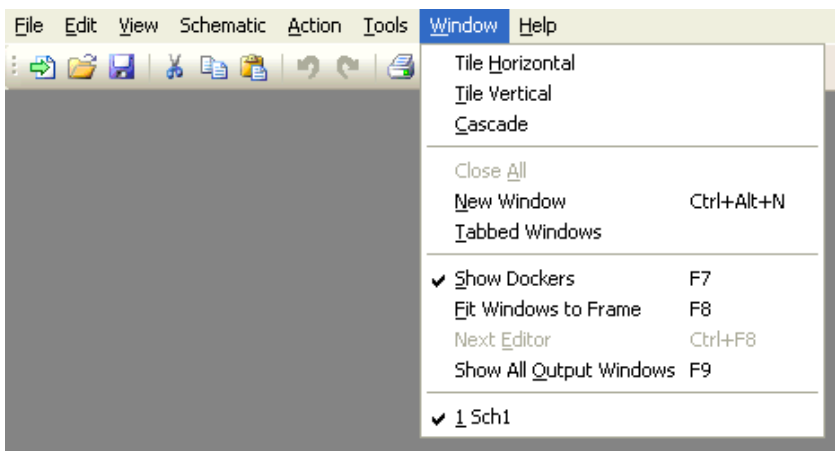 File Edit View Schematic Action Tools Window Help
Tile Horizontal
Tile Vertical
Cascade
Close All
New Window Ctrl+Alt+N
Tabbed Windows
Show Dockers F7
Fit Windows to Frame F8
Next Editor Ctrl+F8
Show All Output Windows F9
1 Sch1